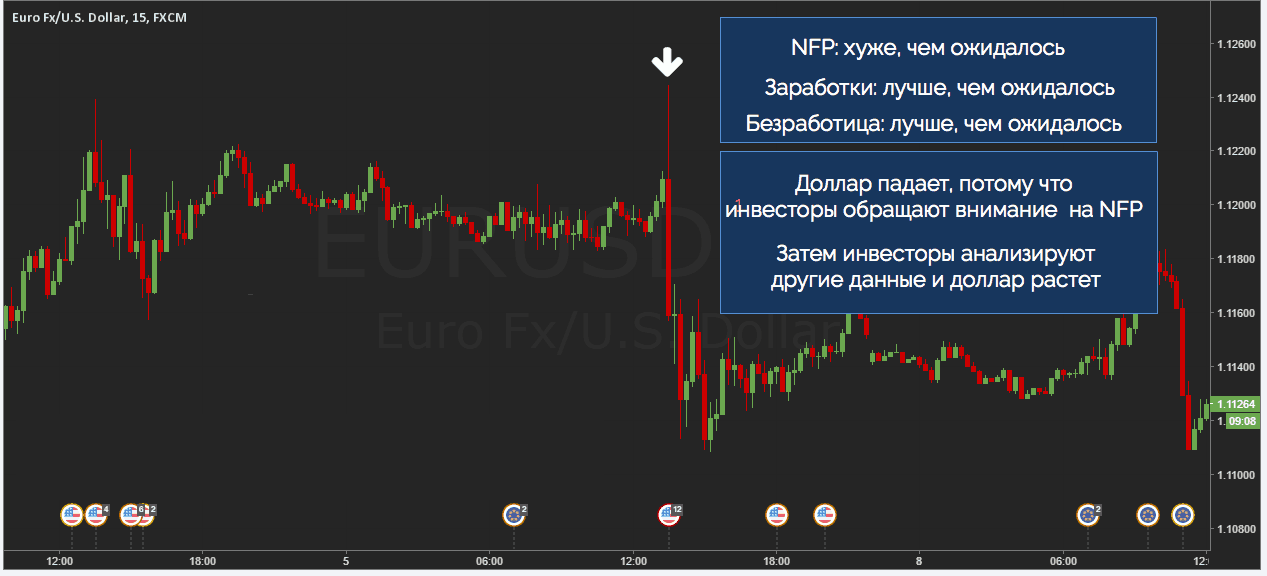 Euro Fx/U.S. Dollar, 15, FXCM
NFP: хуже, чем ожидалось
Заработки: лучше, чем ожидалось
Безработица: лучше, чем ожидалось
Доллар падает, потому что
инвесторы обращают внимание на NFP
Затем инвесторы анализируют
другие данные и доллар растет
EURUSD
Euro Fx/U.S. Dollar
1.12600
1.12400
1.12200
1.12000
1.11800
1.11600
1.11400
1.11264
09:08
1.11000
1.10800
4
6
2
2
12
2
12:00
18:00
5
06:00
12:00
18:00
8
06:00
12: